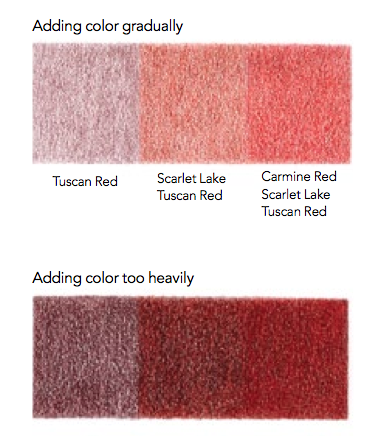 Adding color gradually
Tuscan Red
Scarlet Lake
Tuscan Red
Carmine Red
Scarlet Lake
Tuscan Red
Adding color too heavily